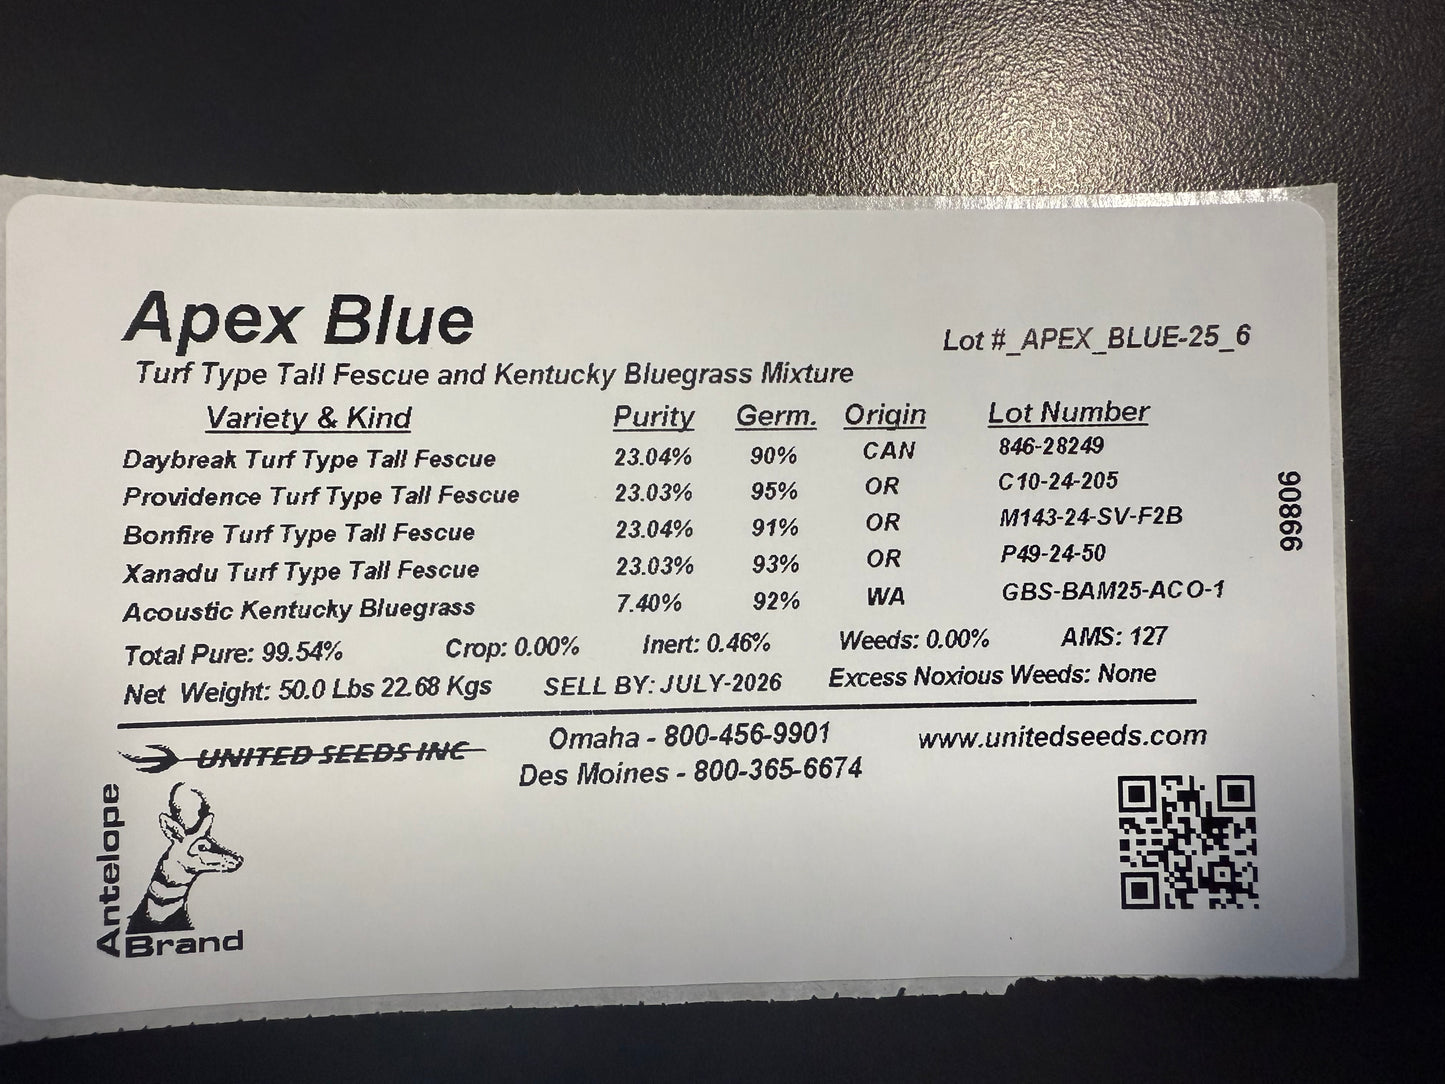 Apex Blue
Lot #_APEX_BLUE-25_6
Turf Type Tall Fescue and Kentucky Bluegrass Mixture
Variety & Kind Purity Germ. Origin Lot Number
Daybreak Turf Type Tall Fescue 23.04% 90% CAN 846-28249
Providence Turf Type Tall Fescue 23.03% 95% OR C10-24-205
Bonfire Turf Type Tall Fescue 23.04% 91% OR M143-24-SV-F2B
Xanadu Turf Type Tall Fescue 23.03% 93% OR P49-24-50
Acoustic Kentucky Bluegrass 7.40% 92% WA GBS-BAM25-ACO-1
Total Pure: 99.54% Crop: 0.00% Inert: 0.46% Weeds: 0.00% AMS: 127
Net Weight: 50.0 Lbs 22.68 Kgs SELL BY: JULY-2026 Excess Noxious Weeds: None
90866
UNITED SEEDS INC
Omaha - 800-456-9901 www.unitedseeds.com
Des Moines - 800-365-6674
Antelope
Brand